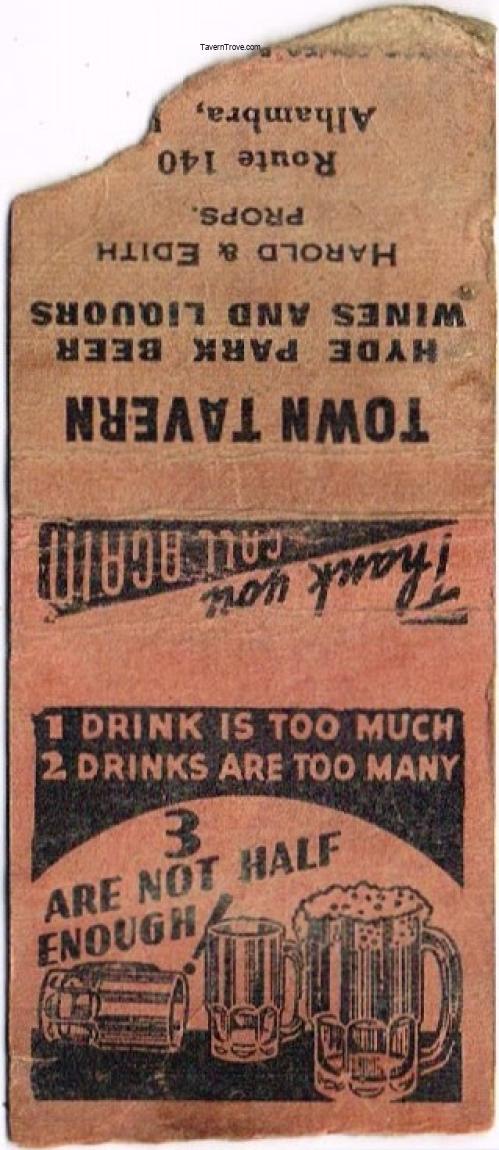 TavernTrove.com
Alhambra,
Route 140
PROPS.
HAROLD & EDITH
WINES AND LIQUORS
HYDE PARK BEER
TOWN TAVERN
CALL AGAIN
Thank you
1 DRINK IS TOO MUCH
2 DRINKS ARE TOO MANY
3
ARE NOT HALF
ENOUGH!